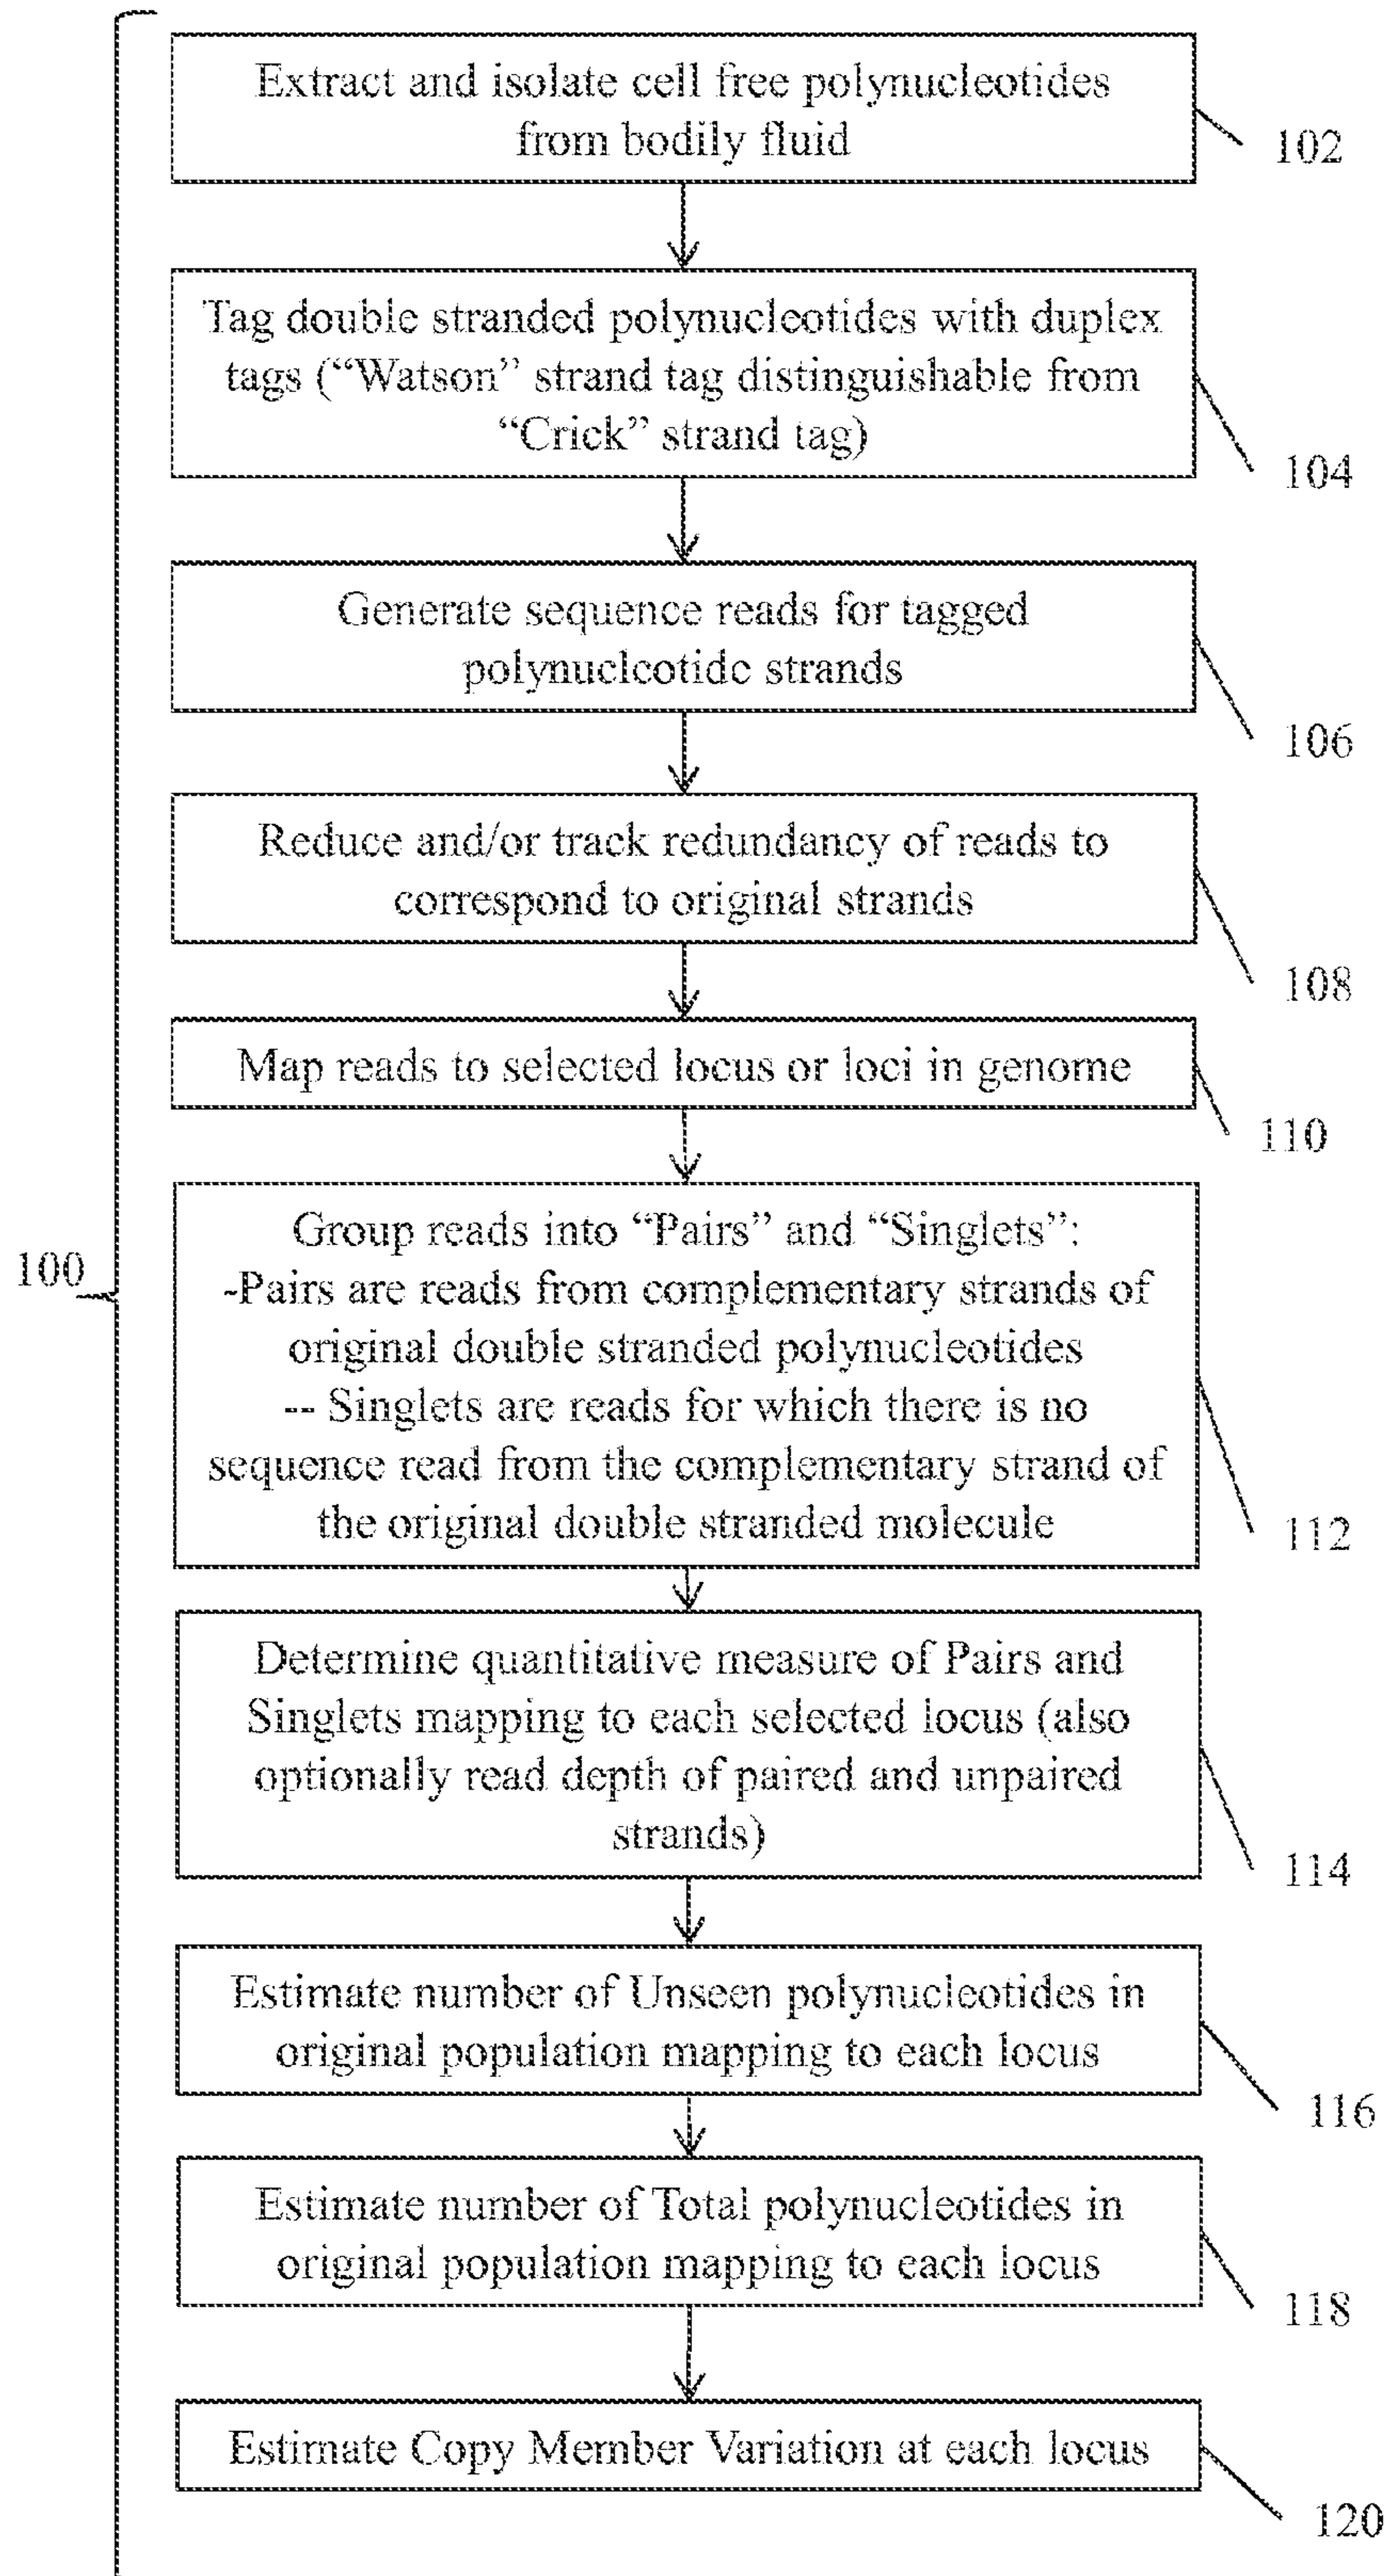 Extract and isolate cell free polynucleotides
from bodily fluid
102
Tag double stranded polynucleotides with duplex
tags (“Watson” strand tag distinguishable from
“Crick” strand tag)
104
Generate sequence reads for tagged
polynucleotide strands
106
Reduce and/or track redundancy of reads to
correspond to original strands
108
Map reads to selected locus or loci in genome
110
Group reads into “Pairs” and “Singlets”:
-Pairs are reads from complementary strands of
original double stranded polynucleotides
-- Singlets are reads for which there is no
sequence read from the complementary strand of
the original double stranded molecule
100
112
Determine quantitative measure of Pairs and
Singlets mapping to each selected locus (also
optionally read depth of paired and unpaired
strands)
114
Estimate number of Unseen polynucleotides in
original population mapping to each locus
116
Estimate number of Total polynucleotides in
original population mapping to each locus
118
Estimate Copy Member Variation at each locus
120